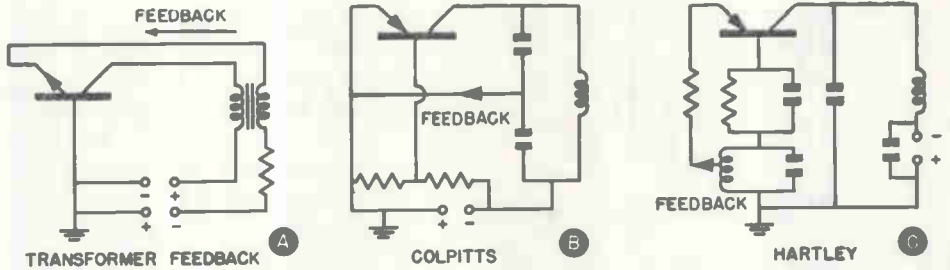 FEEDBACK
- +
+ -
TRANSFORMER FEEDBACK
A
FEEDBACK
+ -
COLPITTS
B
-
+
FEEDBACK
HARTLEY
C